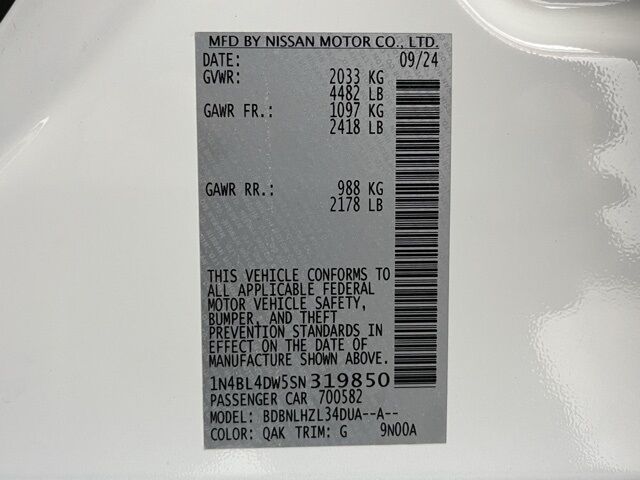 MFD BY NISSAN MOTOR CO., LTD.
DATE: 09/24
GVWR: 2033 KG
4482 LB
GAWR FR.: 1097 KG
2418 LB
GAWR RR.: 988 KG
2178 LB
THIS VEHICLE CONFORMS TO
ALL APPLICABLE FEDERAL
MOTOR VEHICLE SAFETY,
BUMPER, AND THEFT
PREVENTION STANDARDS IN
EFFECT ON THE DATE OF
MANUFACTURE SHOWN ABOVE.
1N4BL4DW5SN319850
PASSENGER CAR 700582
MODEL: BDBNLHZL34DUA--A--
COLOR: QAK TRIM: G 9N00A